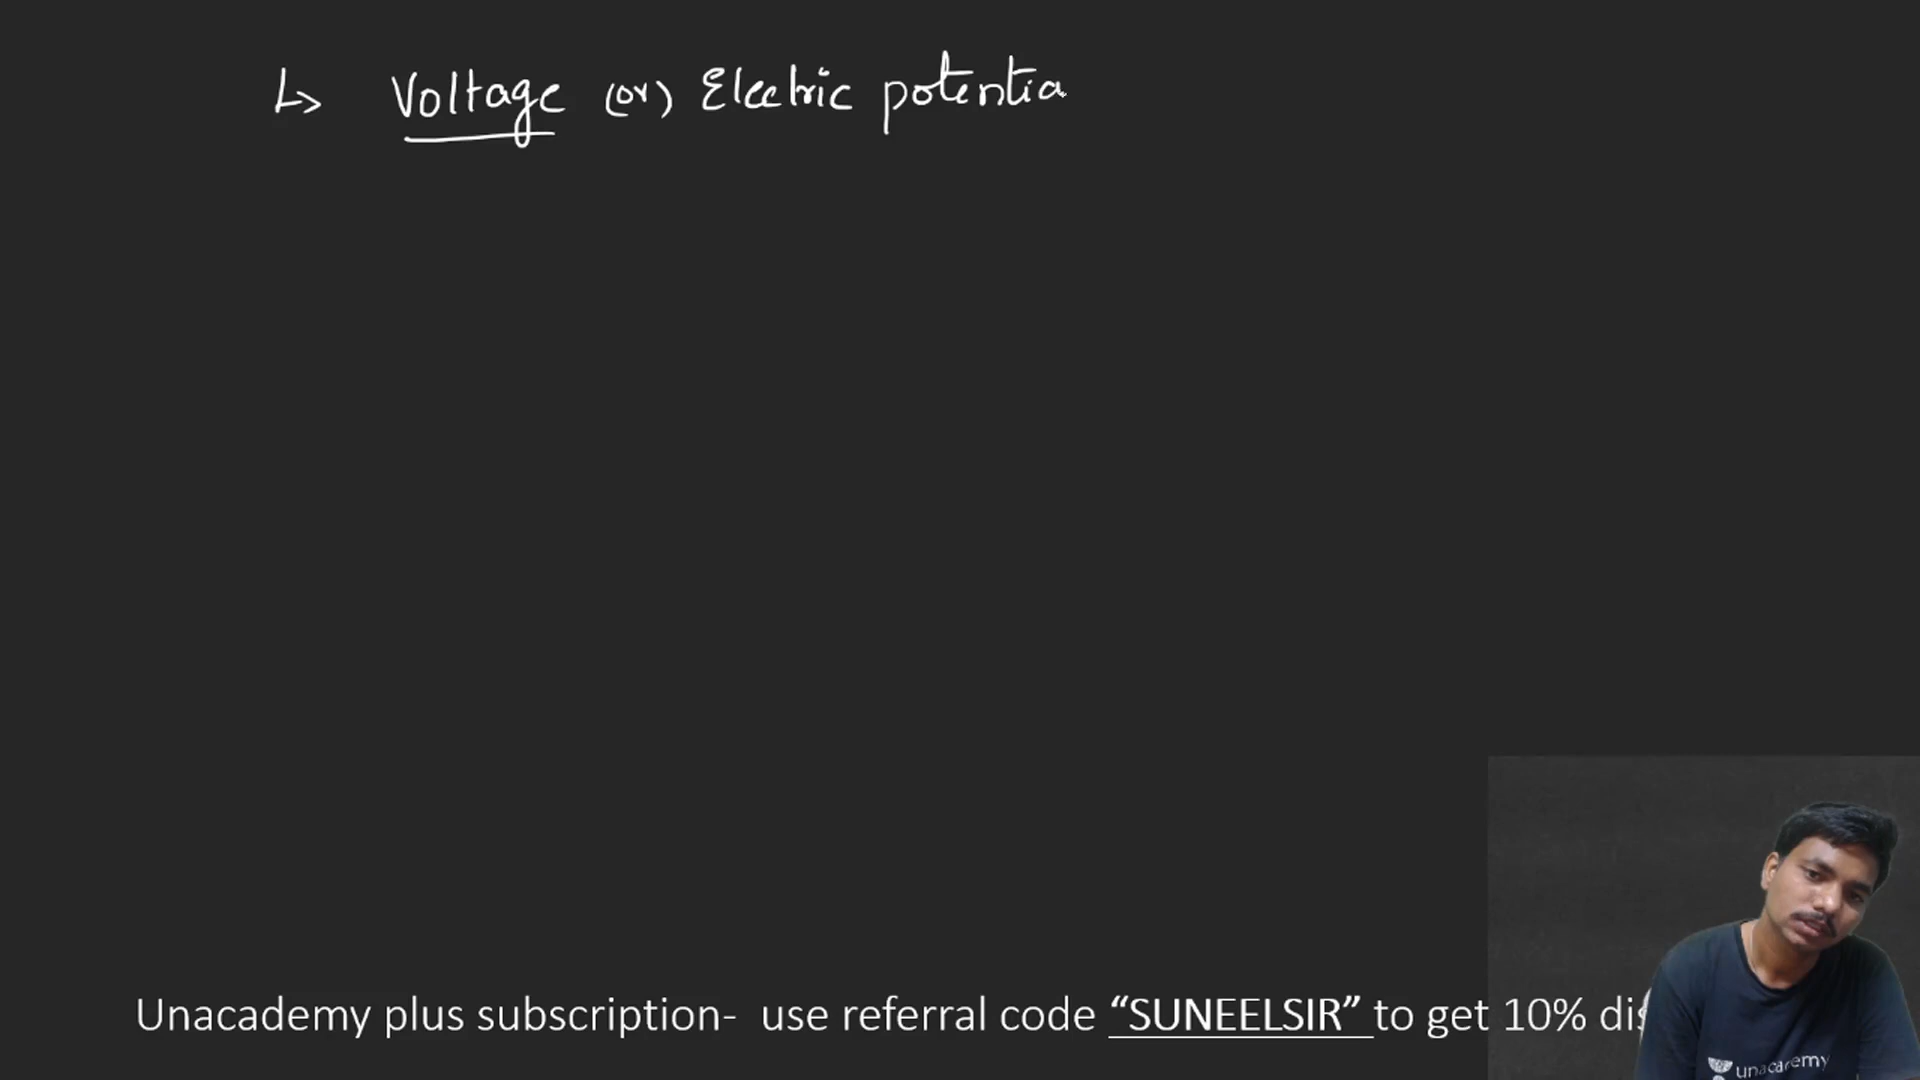 ↳ Voltage (or) Electric potentia
Unacademy plus subscription- use referral code “SUNEELSIR” to get 10% dis
unacademy